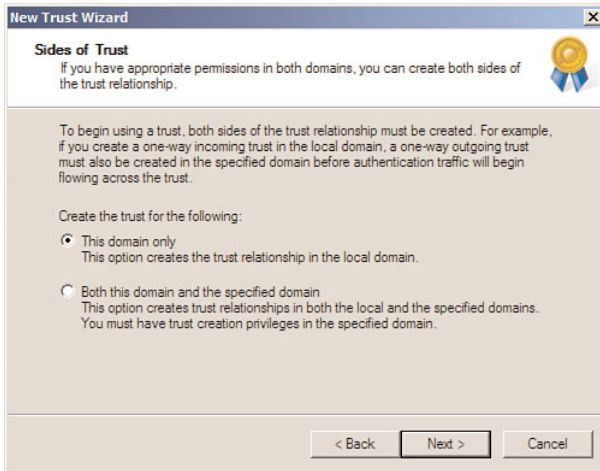 New Trust Wizard
Sides of Trust
If you have appropriate permissions in both domains, you can create both sides of
the trust relationship.
To begin using a trust, both sides of the trust relationship must be created. For example,
if you create a one-way incoming trust in the local domain, a one-way outgoing trust
must also be created in the specified domain before authentication traffic will begin
flowing across the trust.
Create the trust for the following:
This domain only
This option creates the trust relationship in the local domain.
Both this domain and the specified domain
This option creates trust relationships in both the local and the specified domains.
You must have trust creation privileges in the specified domain.
< Back Next > Cancel